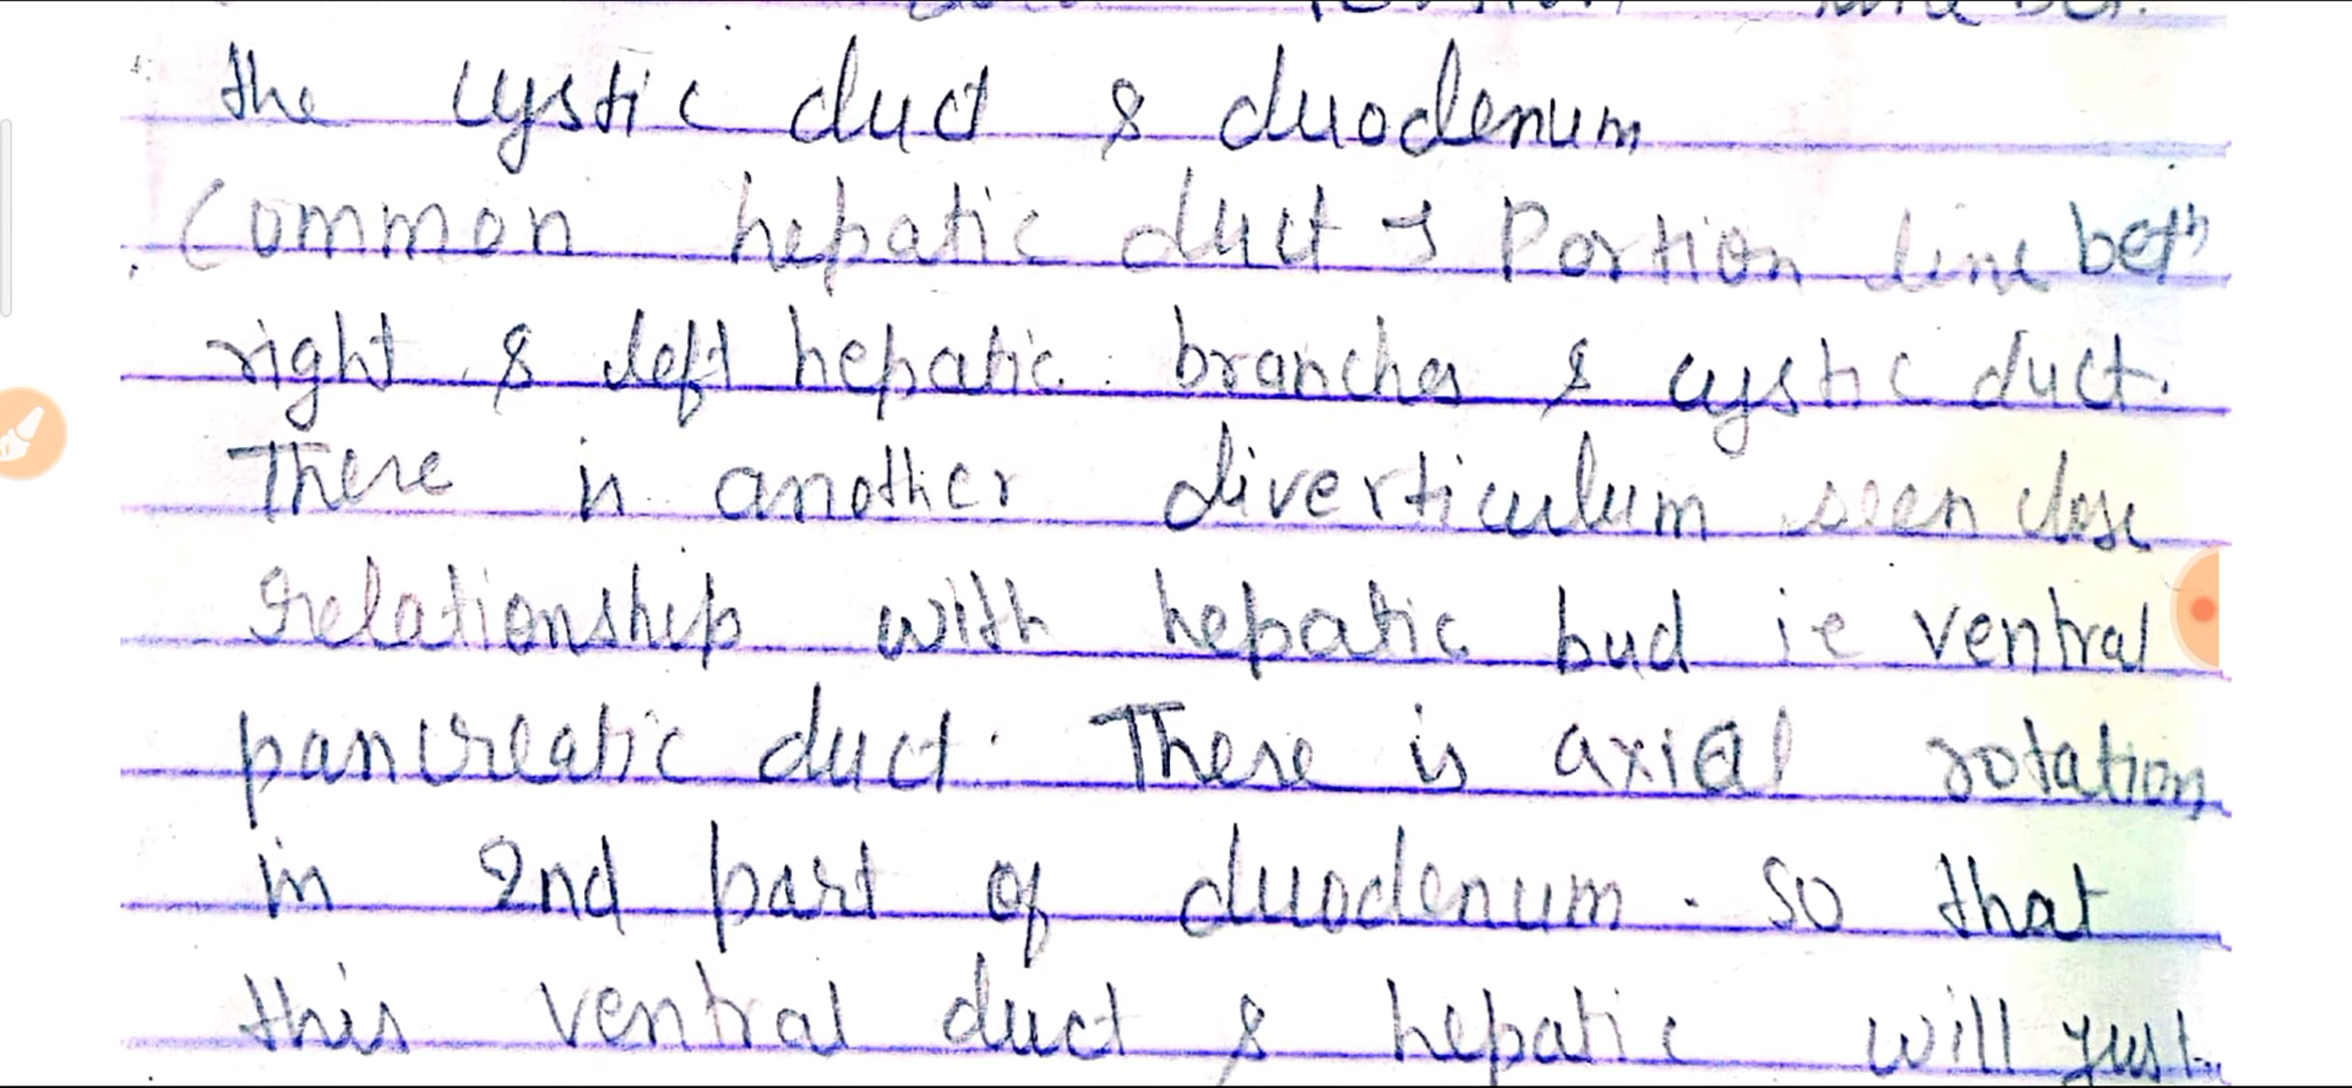 the cystic duct & duodenum
Common hepatic duct → Portion line betn
right & left hepatic branches & cystic duct.
There is another diverticulum seen close
relationship with hepatic bud ie ventral
pancreatic duct. There is axial rotation
in 2nd part of duodenum. so that
this ventral duct & hepatic will just